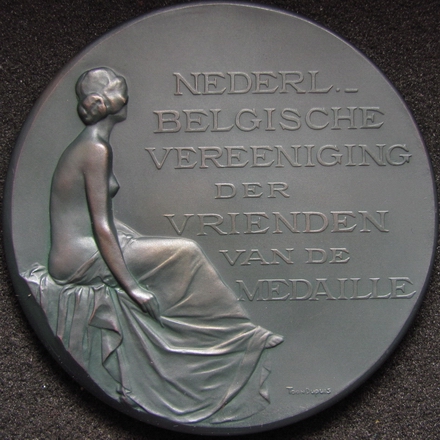 NEDERL.-
BELGISCHE
VEREENIGING
DER
VRIENDEN
VAN DE
MEDAILLE